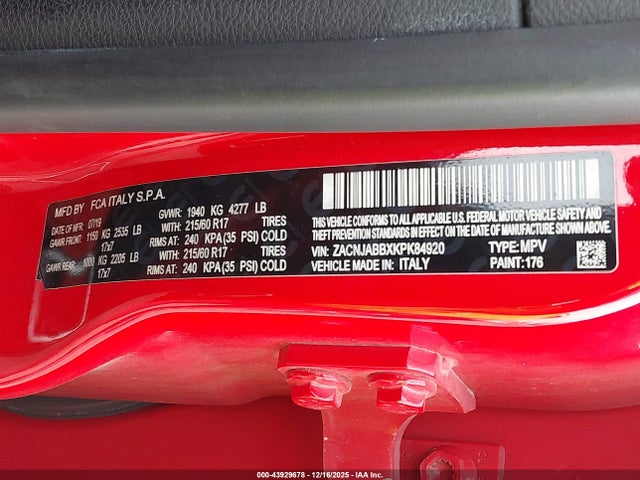 MFD BY FCA ITALY S.P.A.
DATE OF MFR 07/19 GVWR: 1940 KG 4277 LB
GAWR FRONT: 1150 KG 2535 LB WITH: 215/60 R17 TIRES
17x7 RIMS AT: 240 KPA (35 PSI) COLD
GAWR REAR: 1000 KG 2205 LB WITH: 215/60 R17 TIRES
17x7 RIMS AT: 240 KPA (35 PSI) COLD
THIS VEHICLE CONFORMS TO ALL APPLICABLE U.S. FEDERAL MOTOR VEHICLE SAFETY AND
THEFT PREVENTION STANDARDS IN EFFECT ON THE DATE OF MANUFACTURE SHOWN ABOVE.
VIN: ZACNJABBXKPK84920 TYPE: MPV
VEHICLE MADE IN: ITALY PAINT: 176
000-43929678 - 12/16/2025 - IAA Inc.